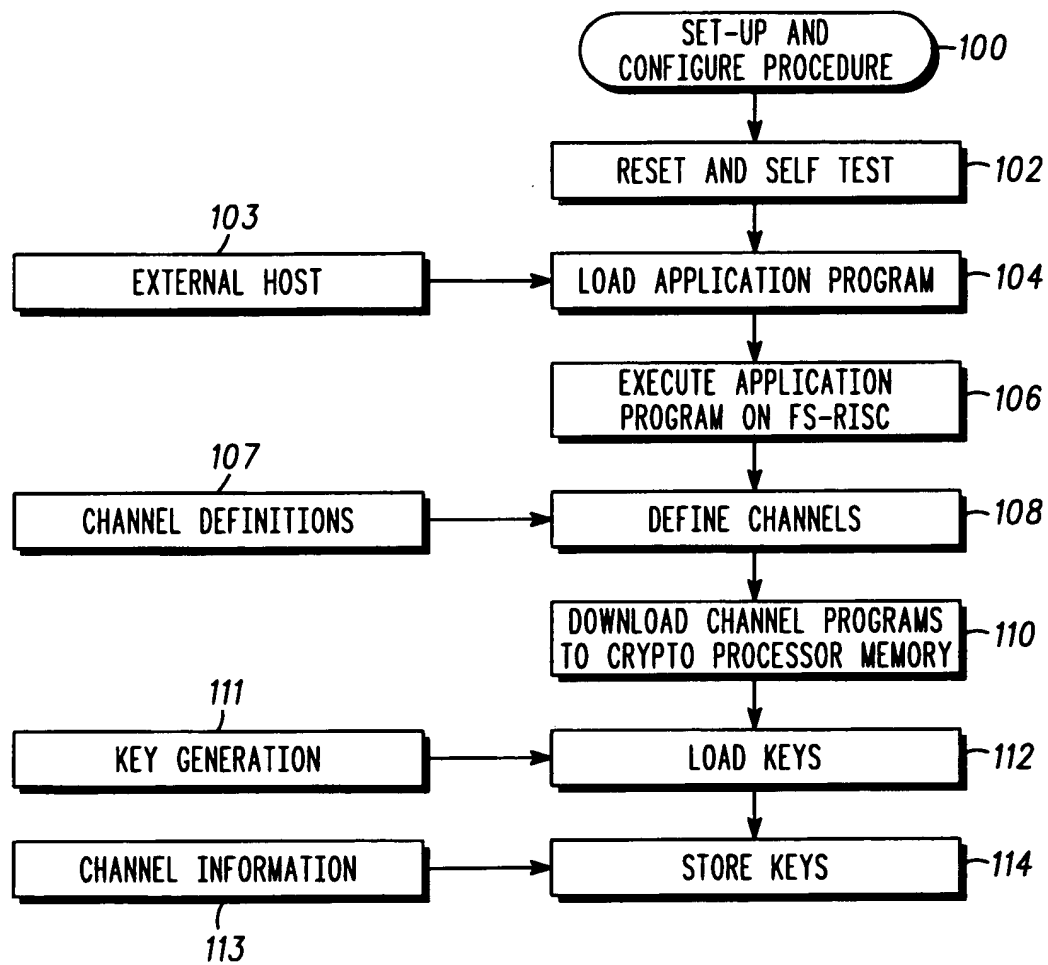 SET-UP AND
CONFIGURE PROCEDURE
100
RESET AND SELF TEST
102
103
EXTERNAL HOST
LOAD APPLICATION PROGRAM
104
EXECUTE APPLICATION
PROGRAM ON FS-RISC
106
107
CHANNEL DEFINITIONS
DEFINE CHANNELS
108
DOWNLOAD CHANNEL PROGRAMS
TO CRYPTO PROCESSOR MEMORY
110
111
KEY GENERATION
LOAD KEYS
112
CHANNEL INFORMATION
113
STORE KEYS
114